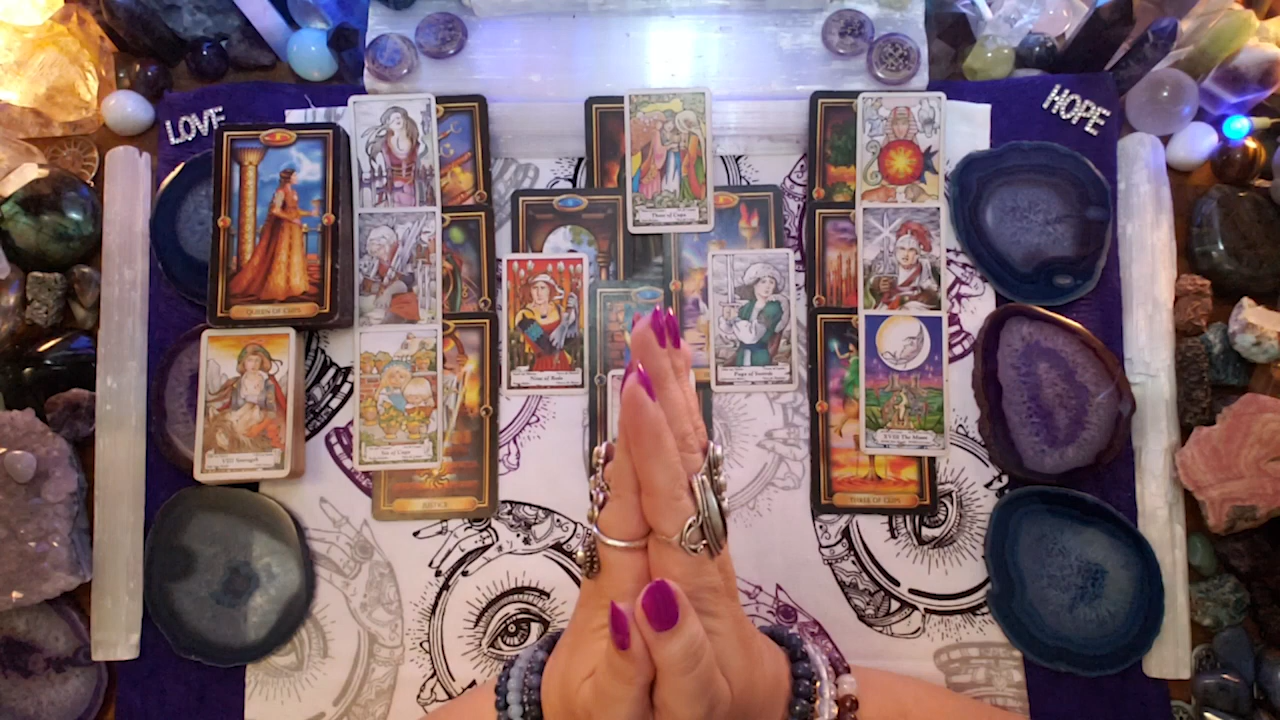 LOVE
HOPE
QUEEN OF CUPS
Three of Cups
Nine of Rods
Page of Swords
VIII Strength
Six of Cups
XVIII The Moon
JUSTICE
THREE OF CUPS